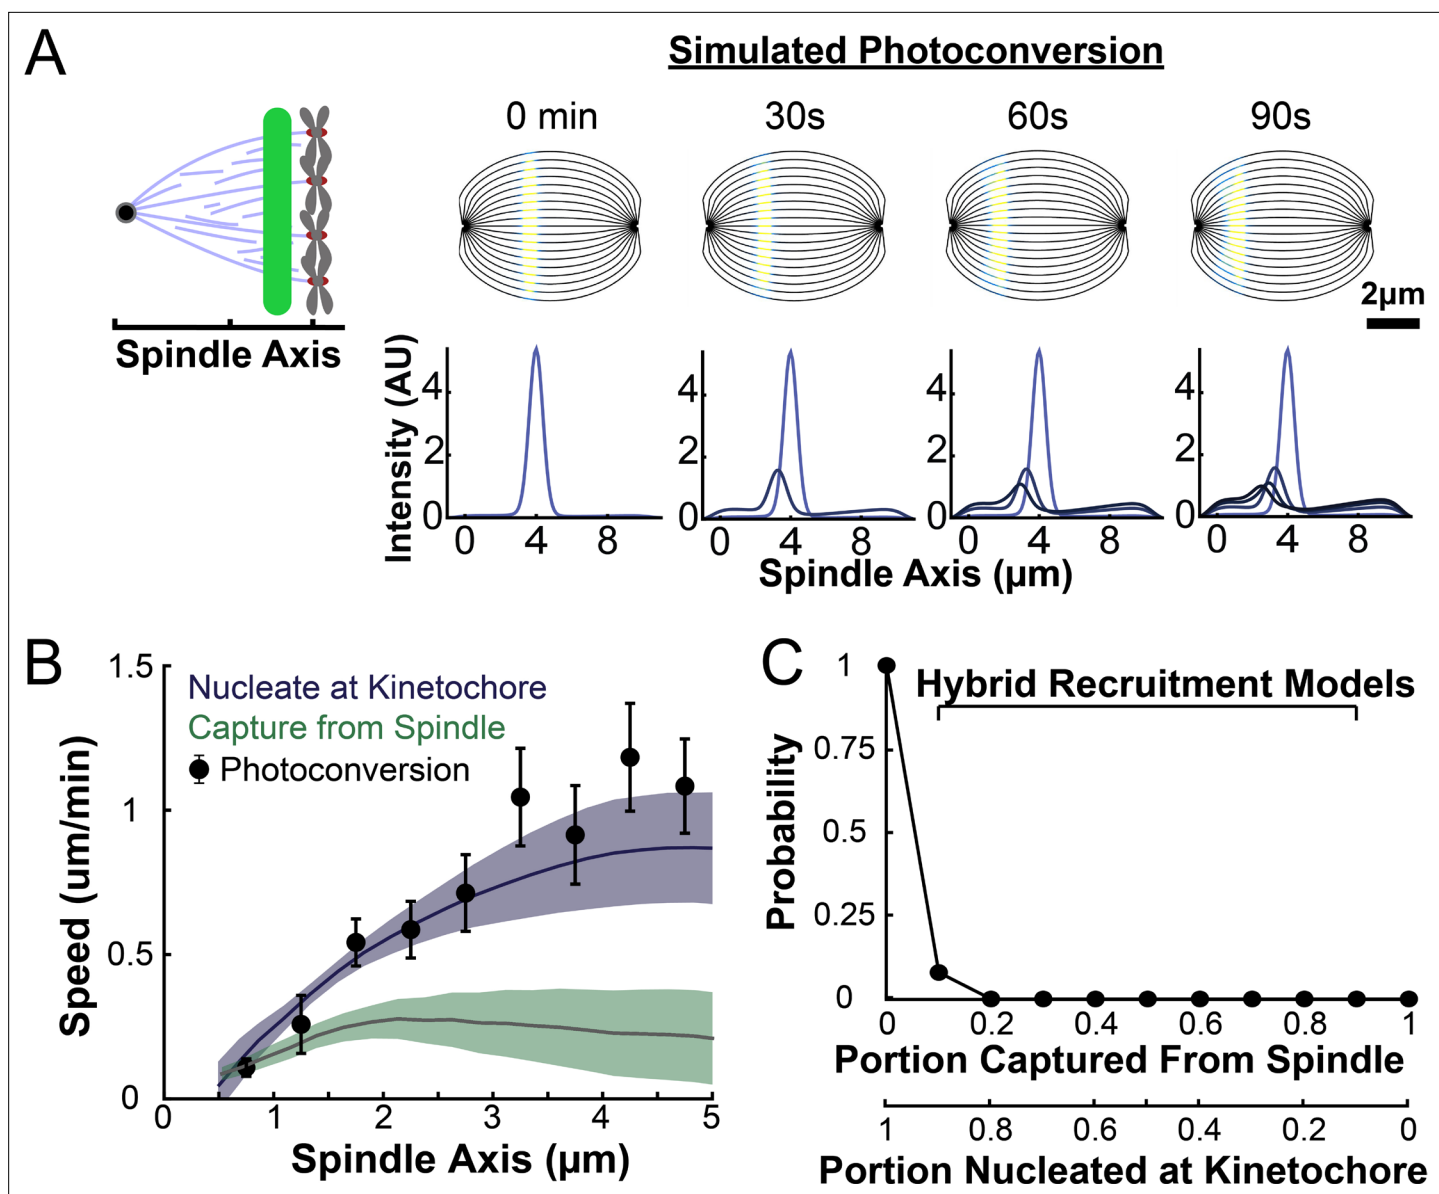 A
Simulated Photoconversion
0 min 30s 60s 90s
2µm
Spindle Axis
Intensity (AU)
4 4 4 4
2 2 2 2
0 0 0 0
0 4 8 0 4 8 0 4 8 0 4 8
Spindle Axis (µm)
B
1.5
Nucleate at Kinetochore
Capture from Spindle
Photoconversion
Speed (um/min)
1
0.5
0
0 1 2 3 4 5
Spindle Axis (µm)
C
Hybrid Recruitment Models
Probability
1
0.75
0.5
0.25
0
0 0.2 0.4 0.6 0.8 1
Portion Captured From Spindle
1 0.8 0.6 0.4 0.2 0
Portion Nucleated at Kinetochore